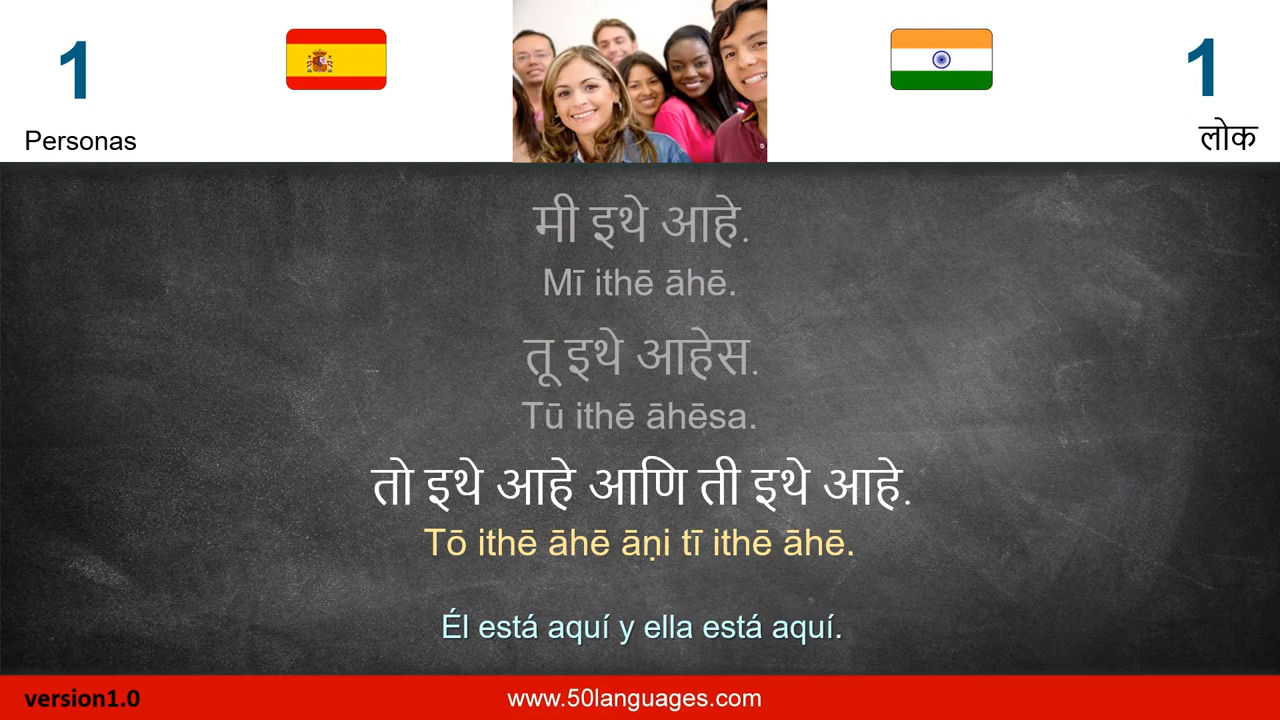 1
1
Personas
लोक
मी इथे आहे.
Mī ithē āhē.
तू इथे आहेस.
Tū ithē āhēsa.
तो इथे आहे आणि ती इथे आहे.
Tō ithē āhē āṇi tī ithē āhē.
Él está aquí y ella está aquí.
version1.0
www.50languages.com